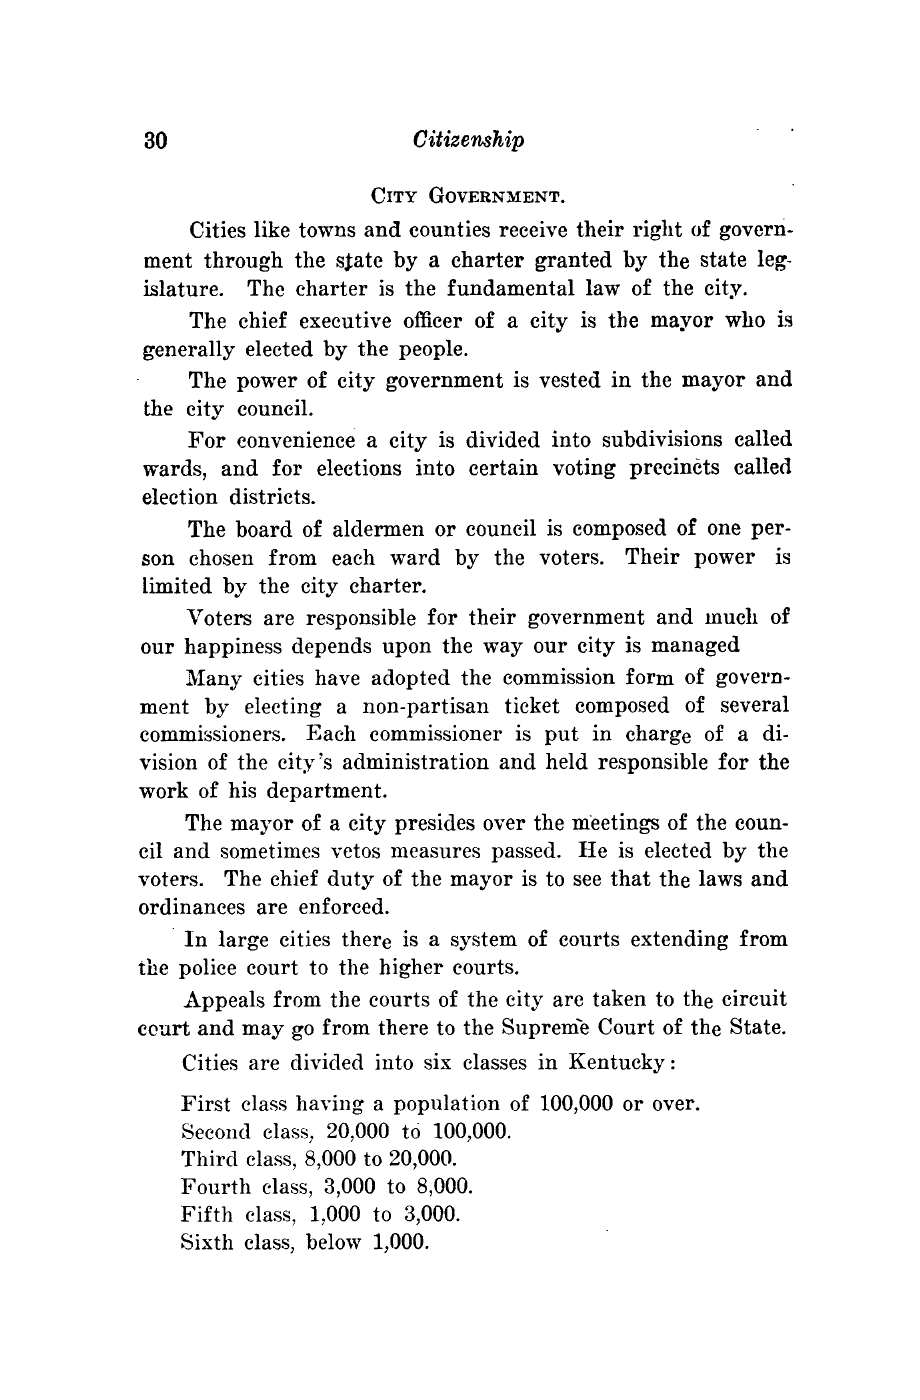 30 Citizenship
CITY GOVERNMENT.
Cities like towns and counties receive their right of govern-
ment through the state by a charter granted by the state leg-
islature. The charter is the fundamental law of the city.
The chief executive officer of a city is the mayor who is
generally elected by the people.
The power of city government is vested in the mayor and
the city council.
For convenience a city is divided into subdivisions called
wards, and for elections into certain voting precincts called
election districts.
The board of aldermen or council is composed of one per-
son chosen from each ward by the voters. Their power is
limited by the city charter.
Voters are responsible for their government and much of
our happiness depends upon the way our city is managed
Many cities have adopted the commission form of govern-
ment by electing a non-partisan ticket composed of several
commissioners. Each commissioner is put in charge of a di-
vision of the city's administration and held responsible for the
work of his department.
The mayor of a city presides over the meetings of the coun-
cil and sometimes vetos measures passed. He is elected by the
voters. The chief duty of the mayor is to see that the laws and
ordinances are enforced.
In large cities there is a system of courts extending from
the police court to the higher courts.
Appeals from the courts of the city are taken to the circuit
court and may go from there to the Supreme Court of the State.
Cities are divided into six classes in Kentucky:
First class having a population of 100,000 or over.
Second class, 20,000 to 100,000.
Third class, 8,000 to 20,000.
Fourth class, 3,000 to 8,000.
Fifth class, 1,000 to 3,000.
Sixth class, below 1,000.